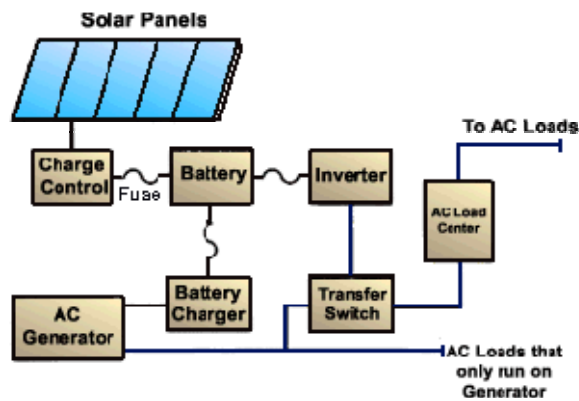 Solar Panels
To AC Loads
Charge
Control
Fuae
Battery
Inverter
AC Load
Center
Battery
Charger
Transfer
Switch
AC
Generator
AC Loads that
only run on
Generator